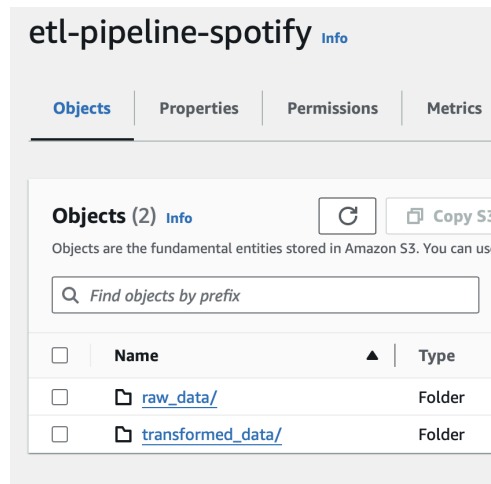 etl-pipeline-spotify Info
Objects Properties Permissions Metrics
Objects (2) Info Copy S3
Objects are the fundamental entities stored in Amazon S3. You can us
Find objects by prefix
Name Type
raw_data/ Folder
transformed_data/ Folder